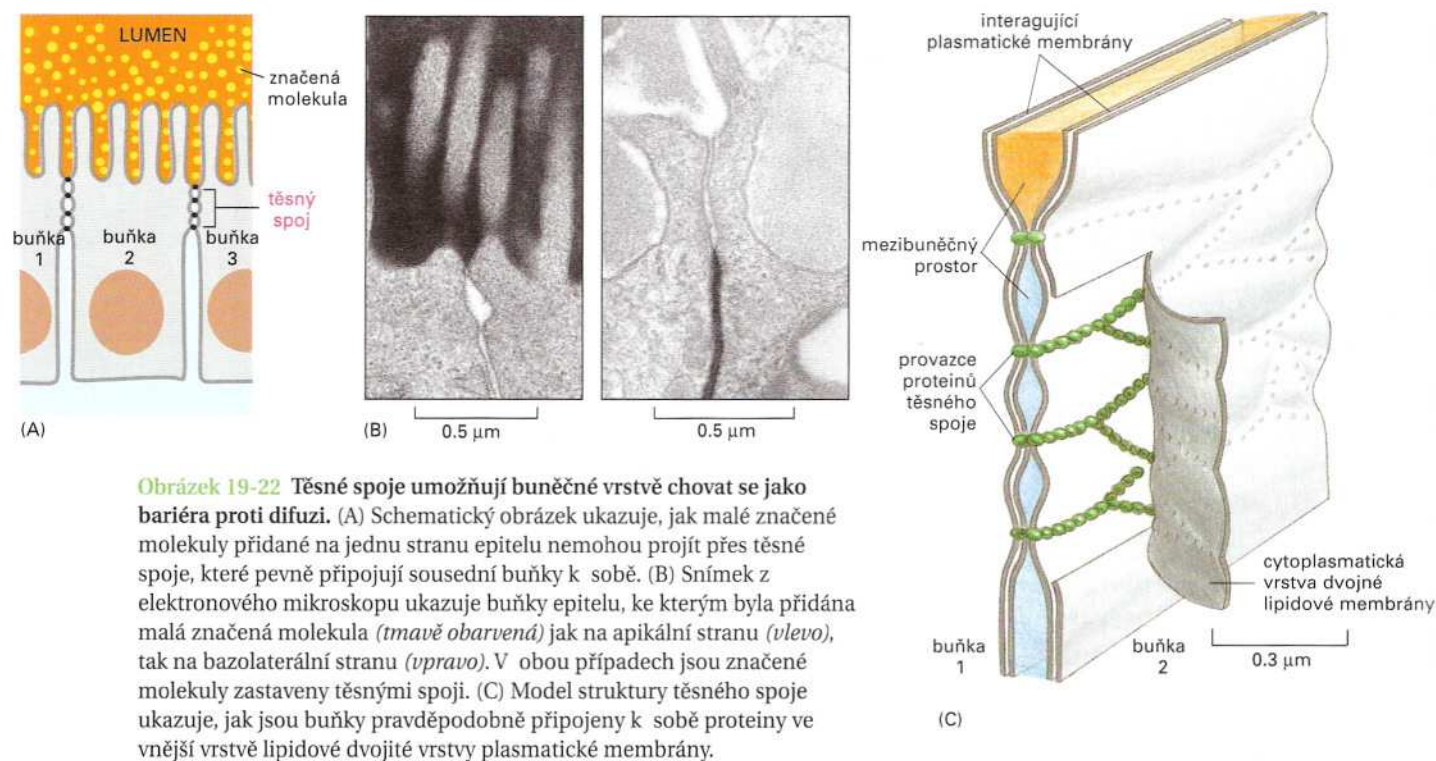 LUMEN
značená
molekula
těsný
spoj
buňka
1
buňka
2
buňka
3
(A)
(B)
0.5 µm
0.5 µm
interagující
plasmatické membrány
mezibuněčný
prostor
provazce
proteinů
těsného
spoje
cytoplasmatická
vrstva dvojné
lipidové membrány
buňka
1
buňka
2
0.3 µm
(C)
Obrázek 19-22 Těsné spoje umožňují buněčné vrstvě chovat se jako
bariéra proti difuzi. (A) Schematický obrázek ukazuje, jak malé značené
molekuly přidané na jednu stranu epitelu nemohou projít přes těsné
spoje, které pevně připojují sousední buňky k sobě. (B) Snímek z
elektronového mikroskopu ukazuje buňky epitelu, ke kterým byla přidána
malá značená molekula (tmavě obarvená) jak na apikální stranu (vlevo),
tak na bazolaterální stranu (vpravo). V obou případech jsou značené
molekuly zastaveny těsnými spoji. (C) Model struktury těsného spoje
ukazuje, jak jsou buňky pravděpodobně připojeny k sobě proteiny ve
vnější vrstvě lipidové dvojité vrstvy plasmatické membrány.